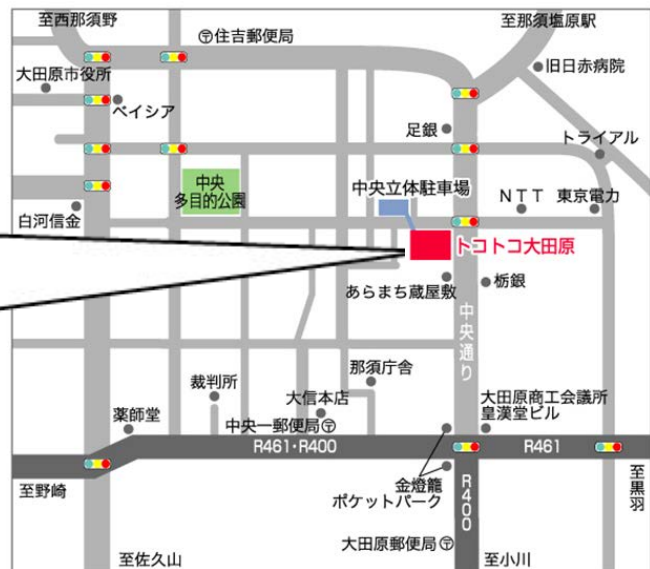 至西那須野
至那須塩原駅
〒住吉郵便局
旧日赤病院
大田原市役所
ベイシア
足銀
トライアル
中央
多目的公園
中央立体駐車場
NTT
東京電力
白河信金
トコトコ大田原
あらまち蔵屋敷
栃銀
中央通り
那須庁舎
裁判所
大信本店
大田原商工会議所
皇漢堂ビル
薬師堂
中央一郵便局〒
R461・R400
R461
至野崎
金燈籠
ポケットパーク
R400
至黒羽
大田原郵便局〒
至佐久山
至小川